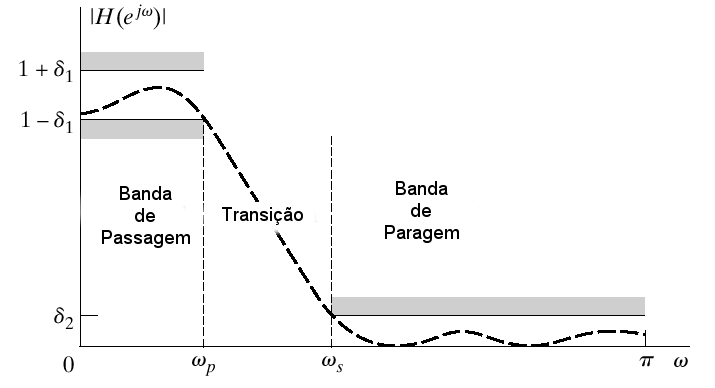 |H(e^{jω})|
1 + δ₁
1 − δ₁
Banda
de
Passagem
Transição
Banda
de
Paragem
δ₂
0
ωₚ
ωₛ
π
ω